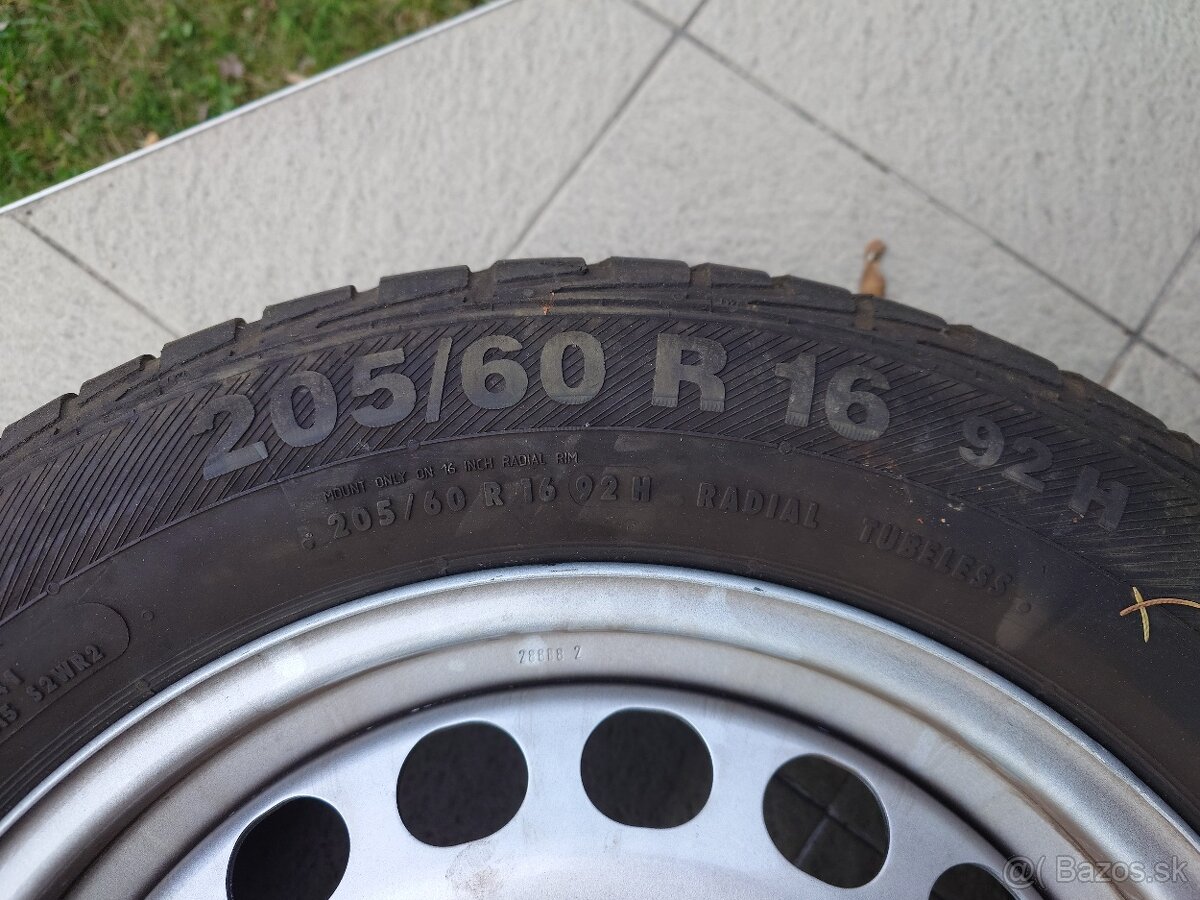 205/60 R 16 92 H
MOUNT ONLY ON 16 INCH RADIAL RIM
205/60 R 16 92 H RADIAL TUBELESS
S2WR2
@( Bazos.sk